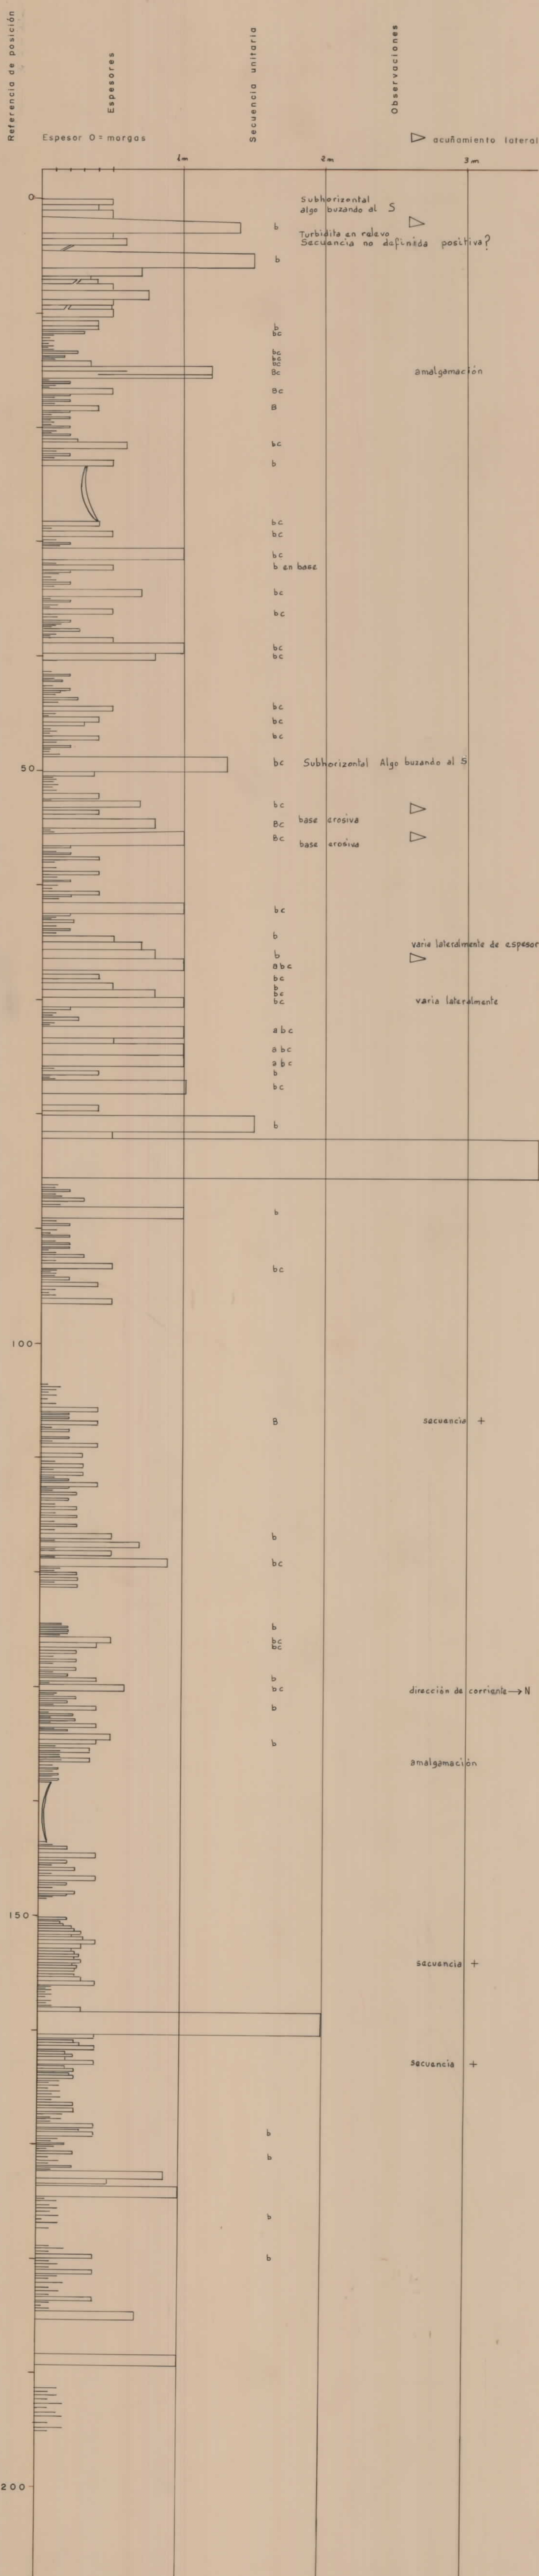 Referencia de posición
Espesores
Secuencia unitaria
Observaciones
Espesor 0 = margas
acuñamiento lateral
1m 2m 3m
0
Subhorizontal
algo buzando al S
b
Turbidita en relevo
Secuencia no definida positiva?
b
b
bc
bc
bc
bc
Bc amalgamación
Bc
B
bc
b
bc
bc
bc
b en base
bc
bc
bc
bc
bc
bc
bc
50
bc Subhorizontal Algo buzando al S
bc
Bc base erosiva
Bc base erosiva
bc
b
varia lateralmente de espesor
b
abc
bc
b
bc
bc varia lateralmente
abc
abc
abc
b
bc
b
b
bc
100
B secuencia +
b
bc
b
bc
bc
b
bc dirección de corriente → N
b
b
amalgamación
150
secuencia +
secuencia +
b
b
b
b
200